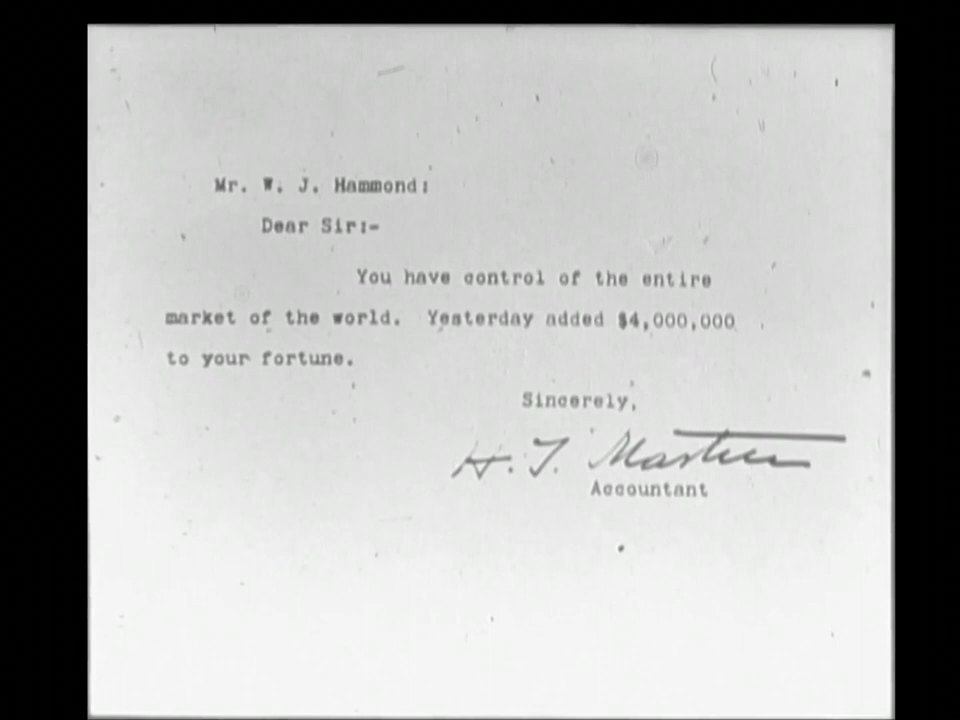 Mr. W. J. Hammond:
Dear Sir:-
You have control of the entire
market of the world. Yesterday added $4,000,000
to your fortune.
Sincerely,
H. J. Martin
Accountant